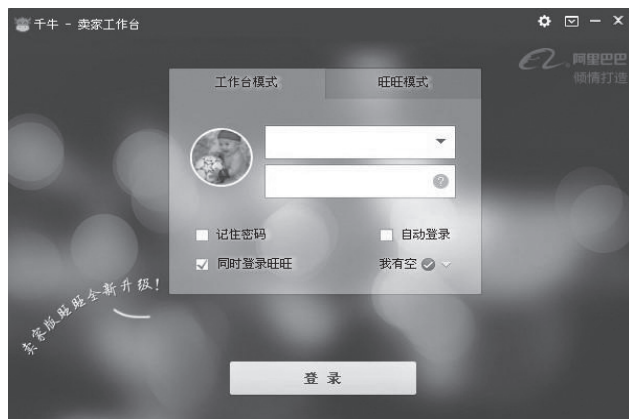 千牛 - 卖家工作台
阿里巴巴
倾情打造
工作台模式
旺旺模式
记住密码
自动登录
同时登录旺旺
我有空
卖家版旺旺全新升级!
登 录